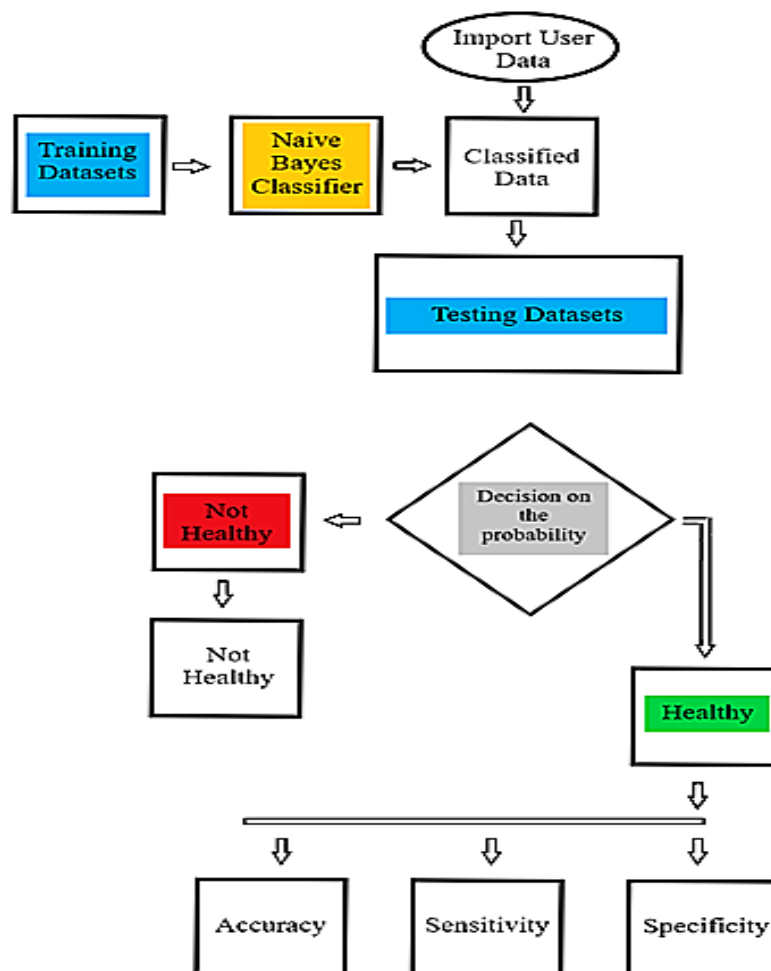 Import User
Data
Training
Datasets
Naive
Bayes
Classifier
Classified
Data
Testing Datasets
Decision on
the
probability
Not
Healthy
Not
Healthy
Healthy
Accuracy
Sensitivity
Specificity